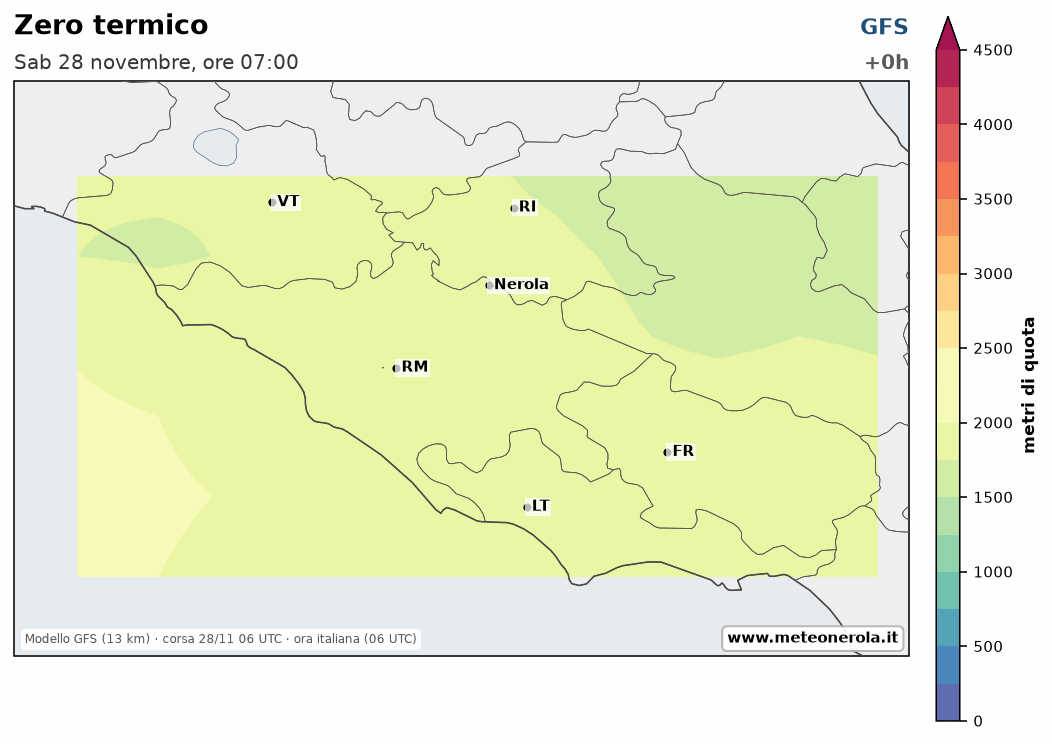 Zero termico
GFS
Sab 28 novembre, ore 07:00
+0h
VT
RI
Nerola
RM
FR
LT
Modello GFS (13 km) · corsa 28/11 06 UTC · ora italiana (06 UTC)
www.meteonerola.it
4500
4000
3500
3000
2500
2000
1500
1000
500
0
metri di quota